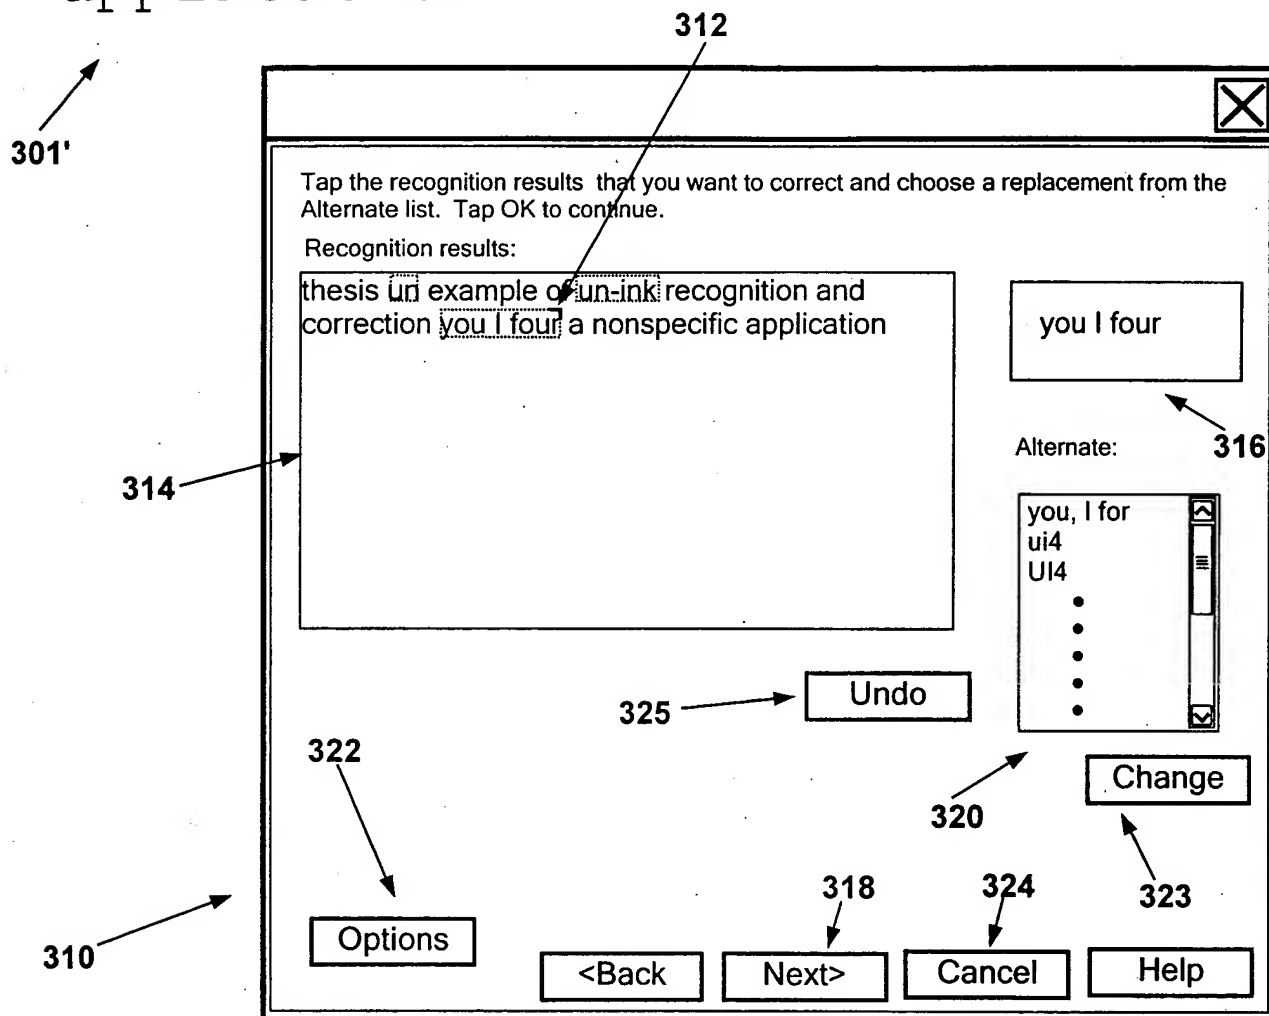 312
301'
Tap the recognition results that you want to correct and choose a replacement from the
Alternate list. Tap OK to continue.
Recognition results:
thesis un example of un-ink recognition and
correction you I four a nonspecific application
you I four
316
Alternate:
314
you, I for
ui4
UI4
325
Undo
322
320
Change
318
324
323
310
Options
<Back
Next>
Cancel
Help